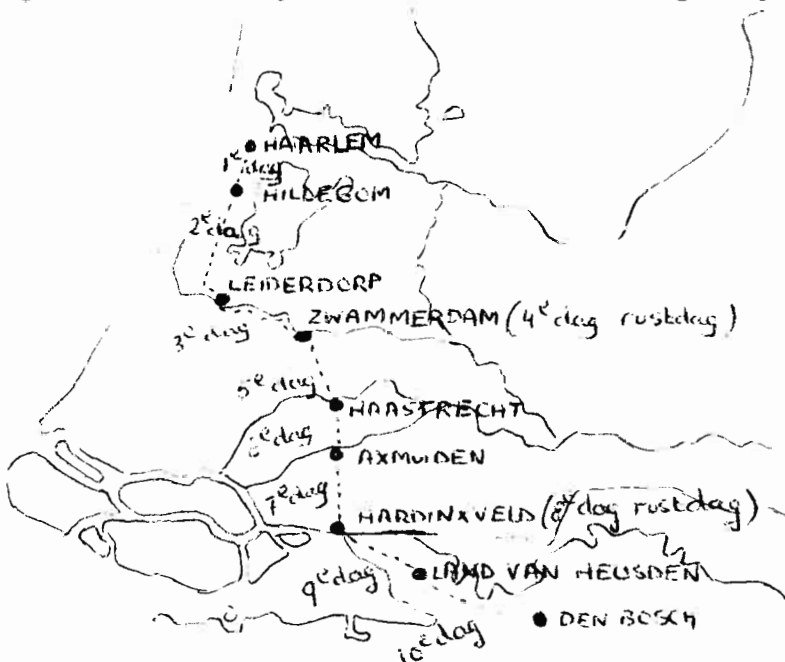 HAARLEM
1e dag
HILLEGOM
2e dag
LEIDERDORP
ZWAMMERDAM (4e dag rustdag)
3e dag
5e dag
HAASTRECHT
6e dag
AXMUIDEN
7e dag
HARDINXVELD (8e dag rustdag)
LAND VAN HEUSDEN
9e dag
DEN BOSCH
10e dag